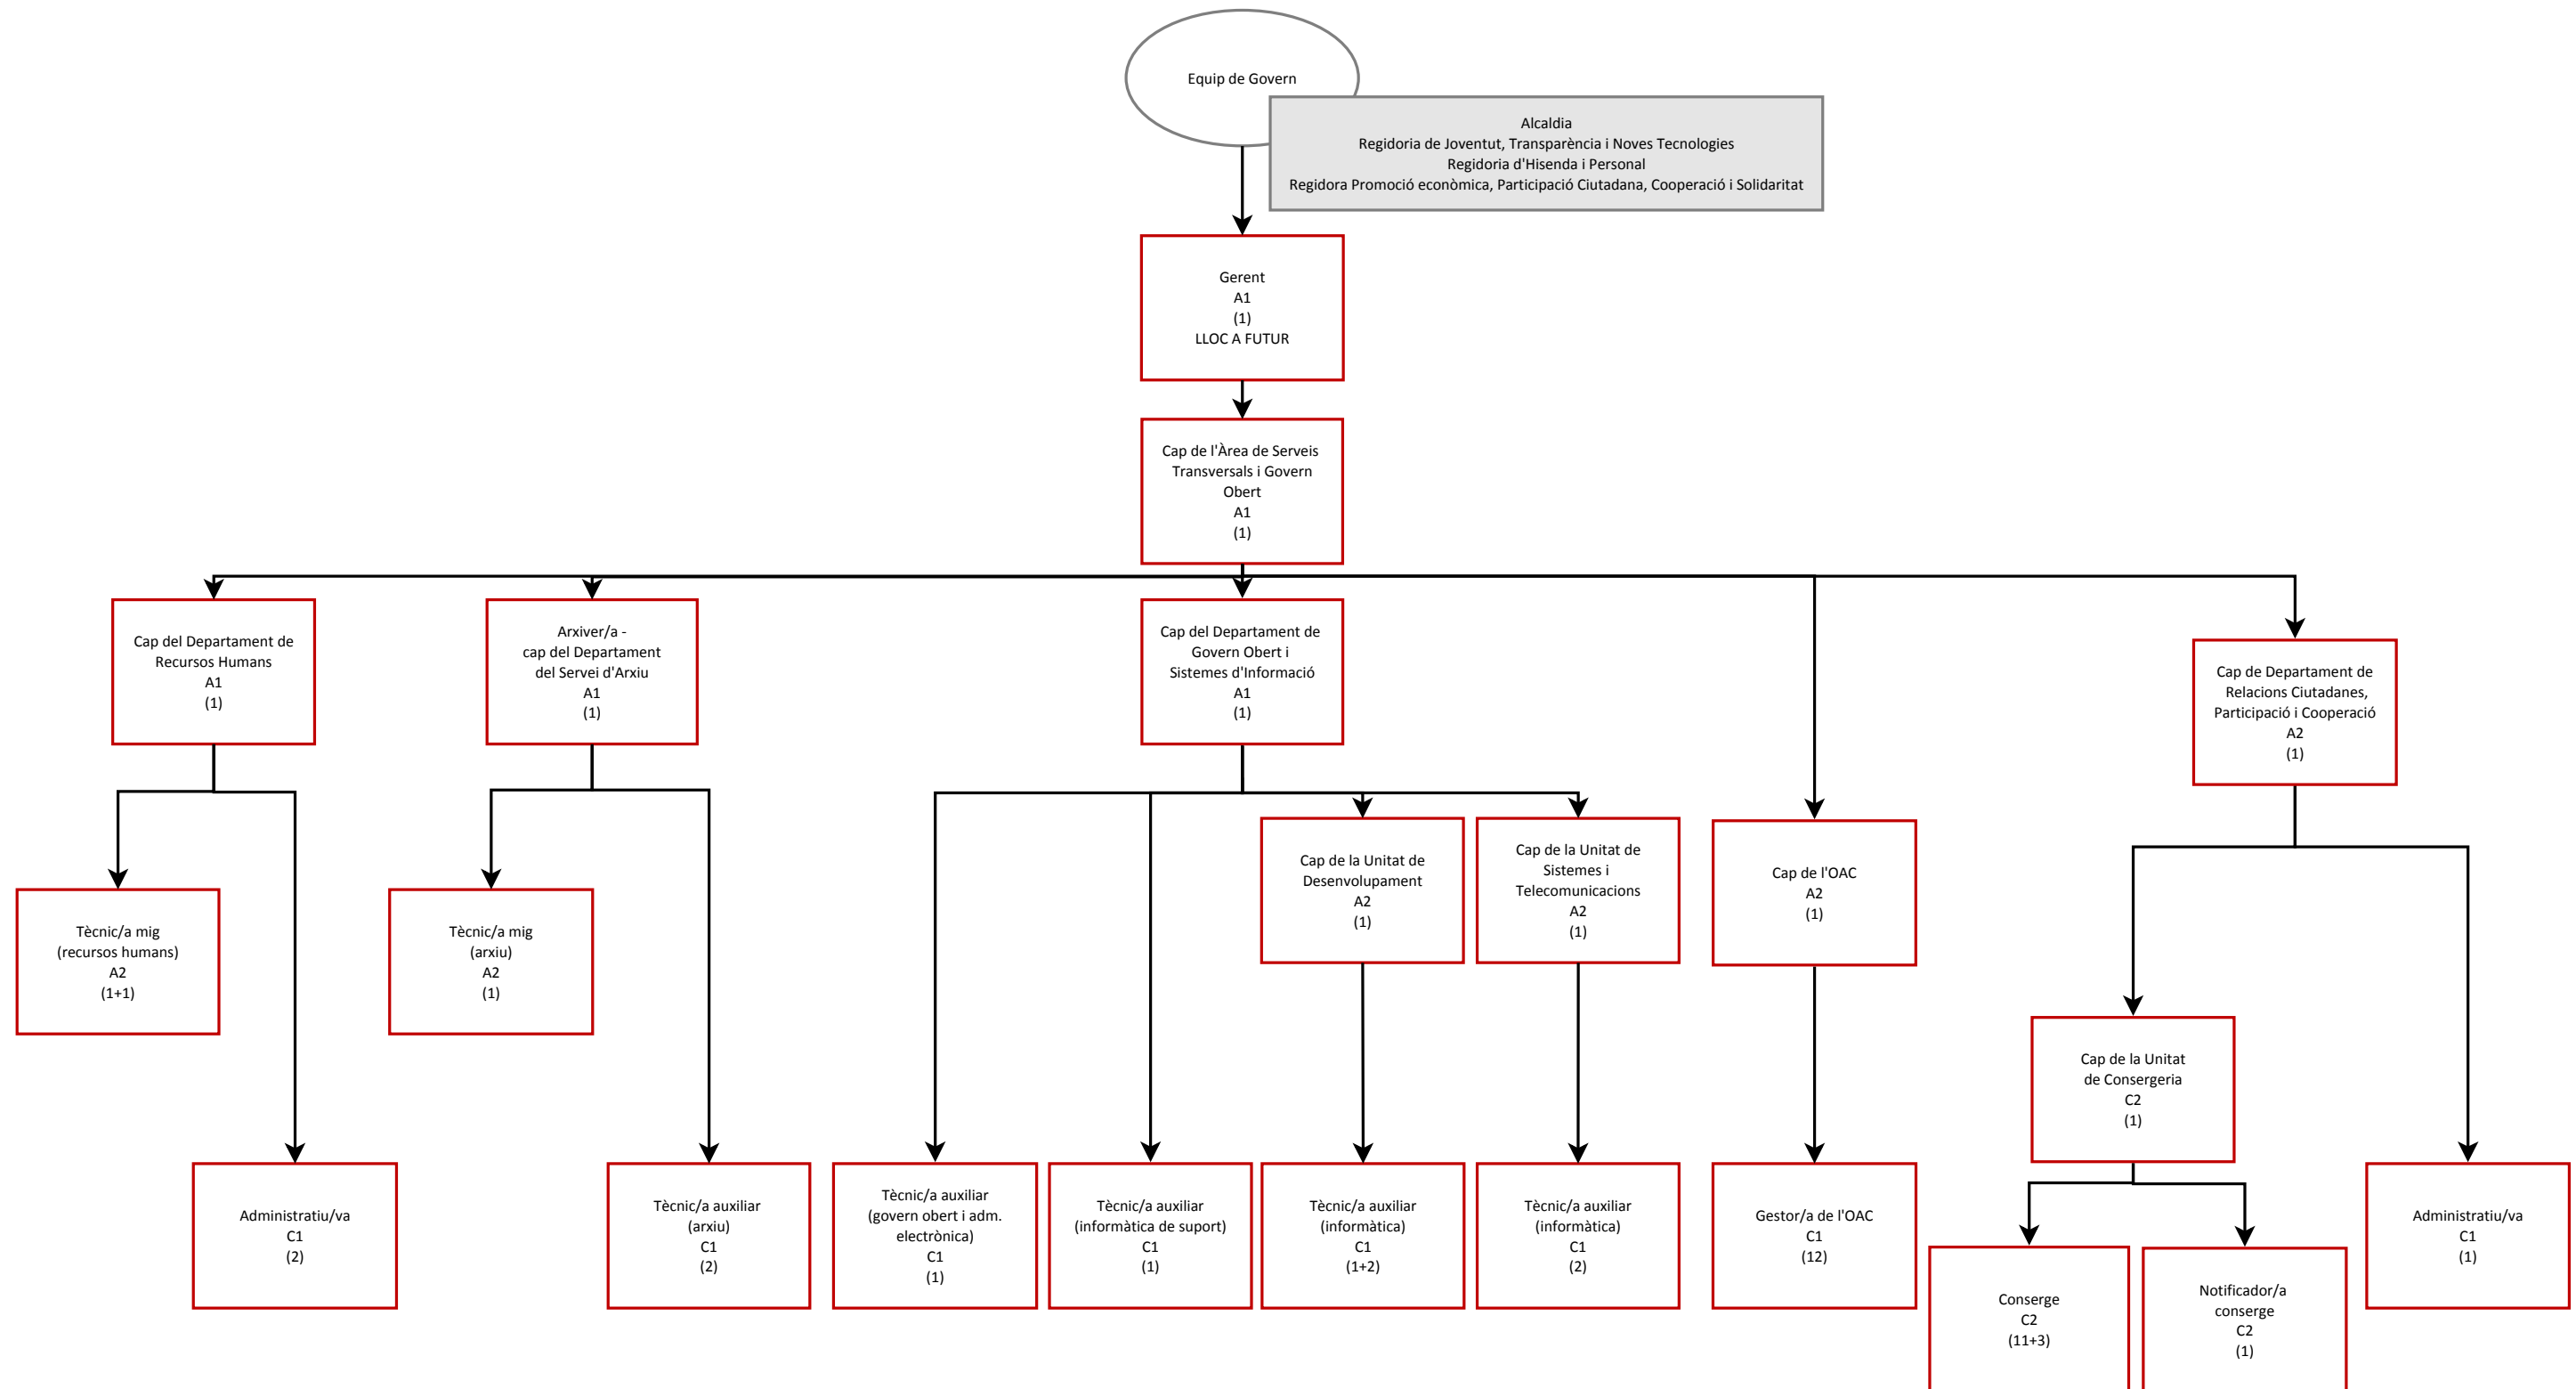 Equip de Govern
Alcaldia
Regidoria de Joventut, Transparència i Noves Tecnologies
Regidoria d'Hisenda i Personal
Regidora Promoció econòmica, Participació Ciutadana, Cooperació i Solidaritat
Gerent
A1
(1)
LLOC A FUTUR
Cap de l'Àrea de Serveis
Transversals i Govern
Obert
A1
(1)
Cap del Departament de
Recursos Humans
A1
(1)
Arxiver/a -
cap del Departament
del Servei d'Arxiu
A1
(1)
Cap del Departament de
Govern Obert i
Sistemes d'Informació
A1
(1)
Cap de Departament de
Relacions Ciutadanes,
Participació i Cooperació
A2
(1)
Cap de la Unitat de
Desenvolupament
A2
(1)
Cap de la Unitat de
Sistemes i
Telecomunicacions
A2
(1)
Cap de l'OAC
A2
(1)
Tècnic/a mig
(recursos humans)
A2
(1+1)
Tècnic/a mig
(arxiu)
A2
(1)
Cap de la Unitat
de Consergeria
C2
(1)
Administratiu/va
C1
(2)
Tècnic/a auxiliar
(arxiu)
C1
(2)
Tècnic/a auxiliar
(govern obert i adm.
electrònica)
C1
(1)
Tècnic/a auxiliar
(informàtica de suport)
C1
(1)
Tècnic/a auxiliar
(informàtica)
C1
(1+2)
Tècnic/a auxiliar
(informàtica)
C1
(2)
Gestor/a de l'OAC
C1
(12)
Administratiu/va
C1
(1)
Conserge
C2
(11+3)
Notificador/a
conserge
C2
(1)